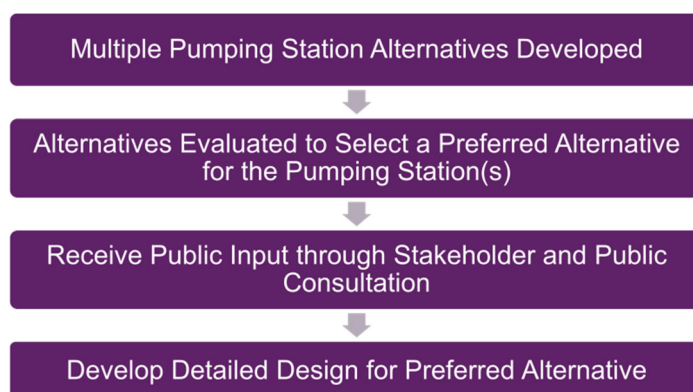 Multiple Pumping Station Alternatives Developed
Alternatives Evaluated to Select a Preferred Alternative
for the Pumping Station(s)
Receive Public Input through Stakeholder and Public
Consultation
Develop Detailed Design for Preferred Alternative